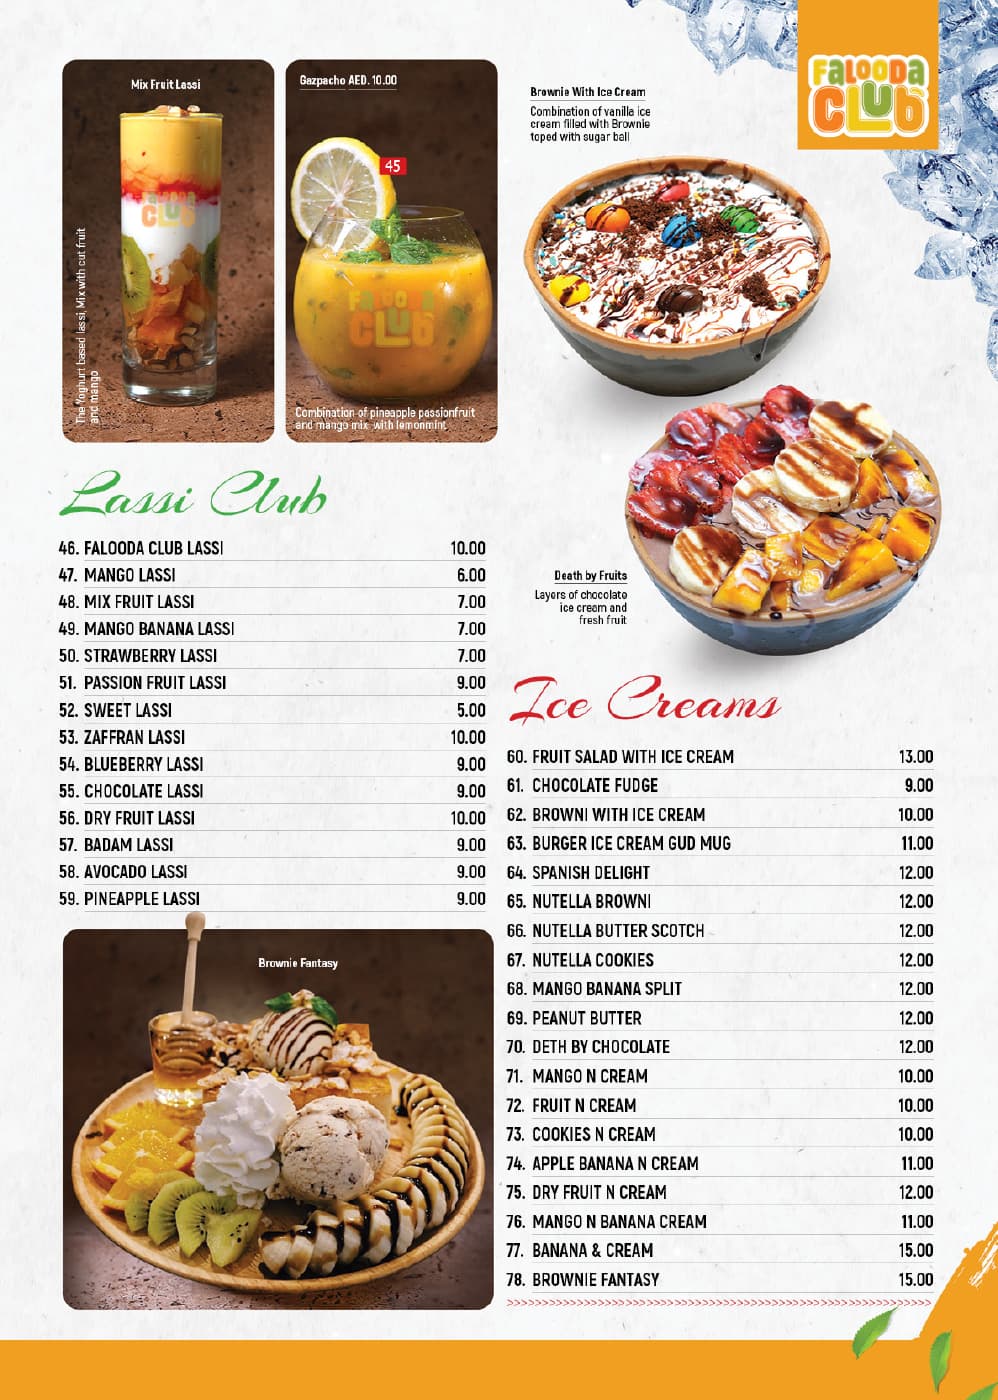 FALOODA
CLUB
Mix Fruit Lassi
FALOODA
CLUB
The Yoghurt based lassi, Mix with cut fruit
and mango
Gazpacho AED. 10.00
45
FALOODA
CLUB
Combination of pineapple passionfruit
and mango mix with lemonmint
Brownie With Ice Cream
Combination of vanilla ice
cream filled with Brownie
toped with sugar ball
Death by Fruits
Layers of chocolate
ice cream and
fresh fruit
Lassi Club
46. FALOODA CLUB LASSI 10.00
47. MANGO LASSI 6.00
48. MIX FRUIT LASSI 7.00
49. MANGO BANANA LASSI 7.00
50. STRAWBERRY LASSI 7.00
51. PASSION FRUIT LASSI 9.00
52. SWEET LASSI 5.00
53. ZAFFRAN LASSI 10.00
54. BLUEBERRY LASSI 9.00
55. CHOCOLATE LASSI 9.00
56. DRY FRUIT LASSI 10.00
57. BADAM LASSI 9.00
58. AVOCADO LASSI 9.00
59. PINEAPPLE LASSI 9.00
Brownie Fantasy
Ice Creams
60. FRUIT SALAD WITH ICE CREAM 13.00
61. CHOCOLATE FUDGE 9.00
62. BROWNI WITH ICE CREAM 10.00
63. BURGER ICE CREAM GUD MUG 11.00
64. SPANISH DELIGHT 12.00
65. NUTELLA BROWNI 12.00
66. NUTELLA BUTTER SCOTCH 12.00
67. NUTELLA COOKIES 12.00
68. MANGO BANANA SPLIT 12.00
69. PEANUT BUTTER 12.00
70. DETH BY CHOCOLATE 12.00
71. MANGO N CREAM 10.00
72. FRUIT N CREAM 10.00
73. COOKIES N CREAM 10.00
74. APPLE BANANA N CREAM 11.00
75. DRY FRUIT N CREAM 12.00
76. MANGO N BANANA CREAM 11.00
77. BANANA & CREAM 15.00
78. BROWNIE FANTASY 15.00